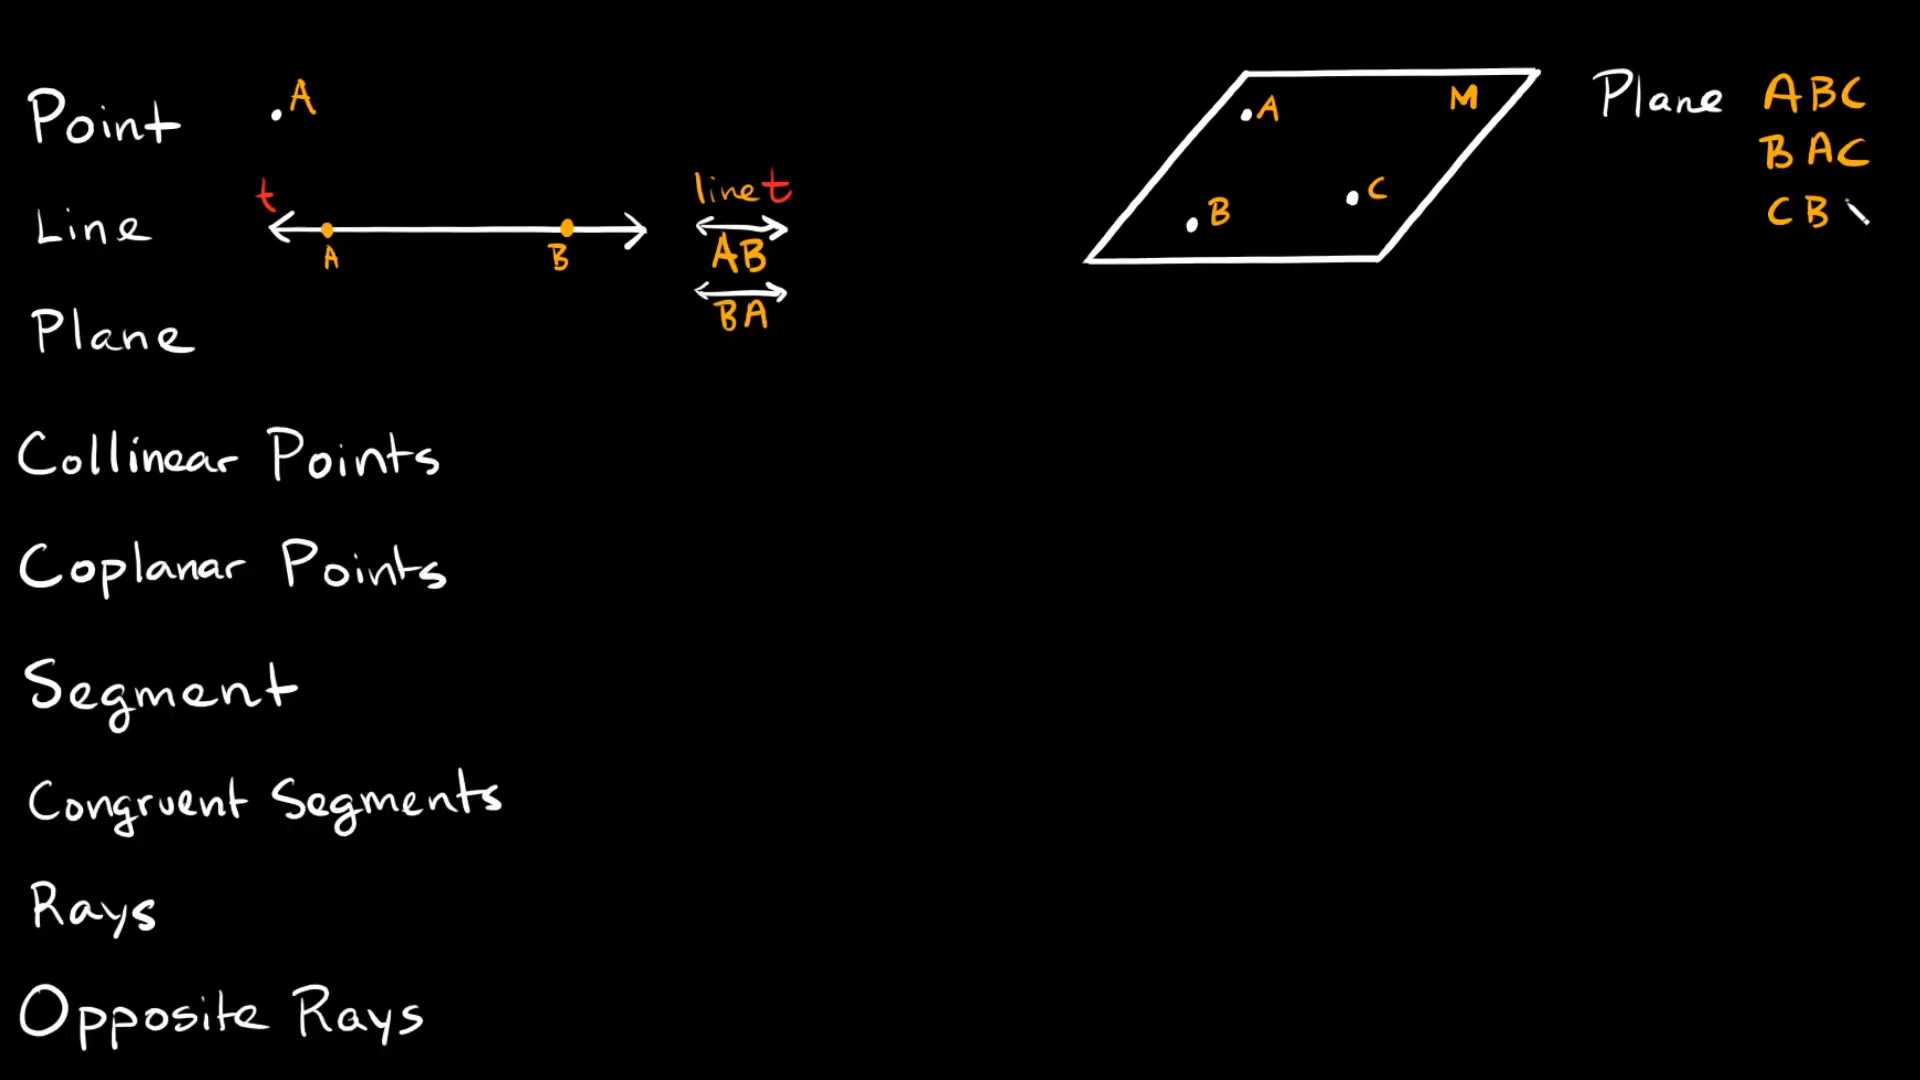 Point
A
t
A
B
Line
line t
AB
BA
Plane
Collinear Points
Coplanar Points
Segment
Congruent Segments
Rays
Opposite Rays
A
M
B
C
Plane ABC
BAC
CB